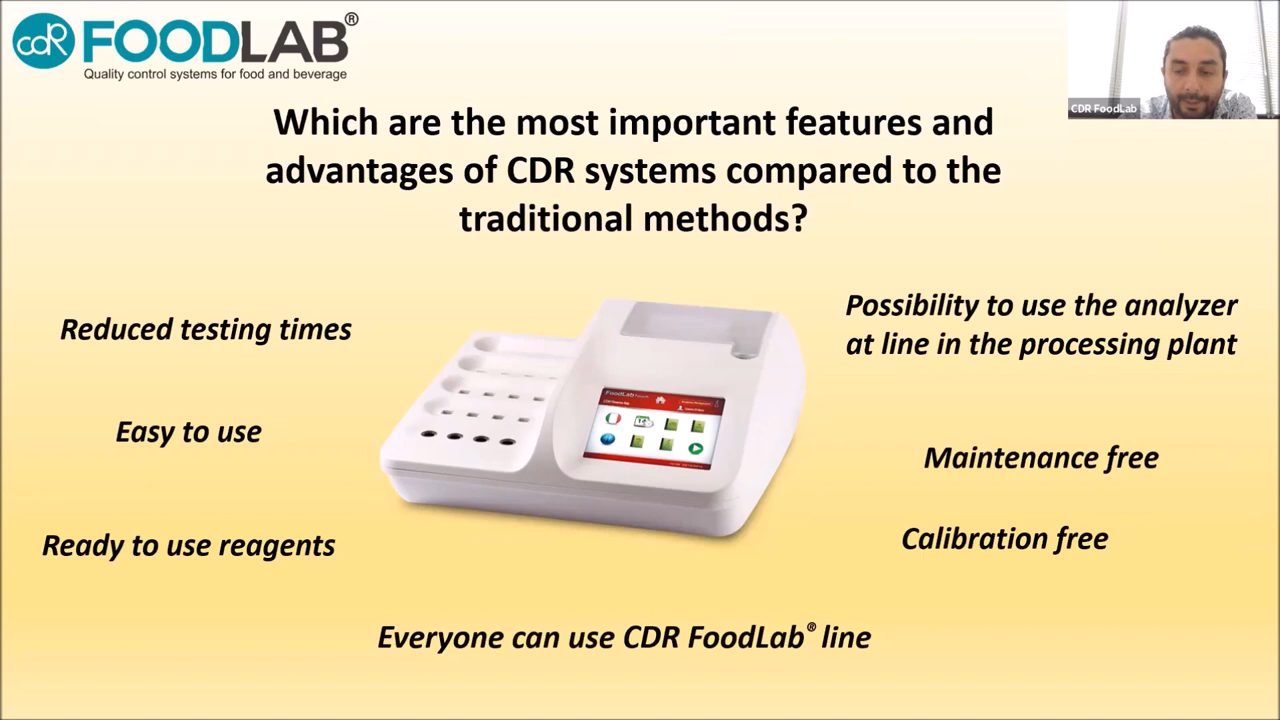 cdR FOODLAB®
Quality control systems for food and beverage
CDR FoodLab
Which are the most important features and
advantages of CDR systems compared to the
traditional methods?
Reduced testing times
Possibility to use the analyzer
at line in the processing plant
Easy to use
Maintenance free
Ready to use reagents
Calibration free
Everyone can use CDR FoodLab® line
FoodLab